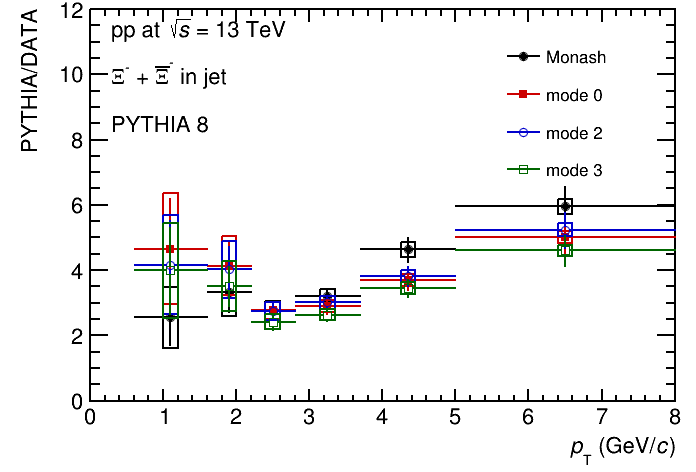 PYTHIA/DATA
12
10
8
6
4
2
0
pp at √s = 13 TeV
Ξ⁻ + Ξ̅⁻ in jet
PYTHIA 8
Monash
mode 0
mode 2
mode 3
0 1 2 3 4 5 6 7 8
p_T (GeV/c)